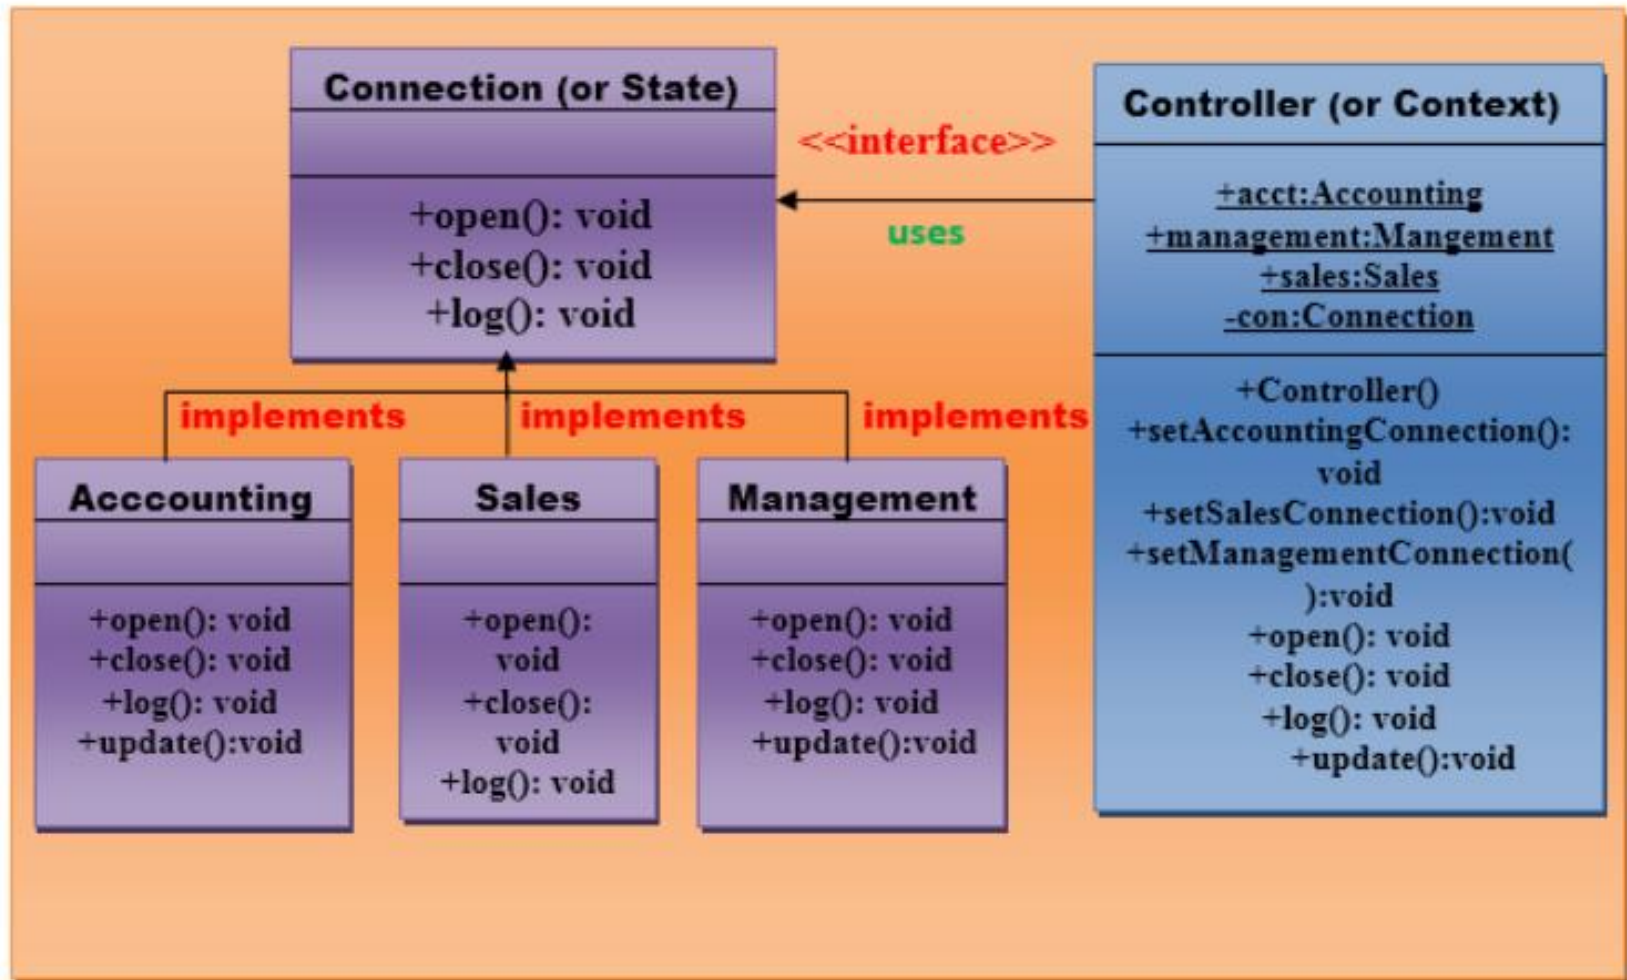 Connection (or State)
+open(): void
+close(): void
+log(): void
<<interface>>
uses
Controller (or Context)
+acct:Accounting
+management:Mangement
+sales:Sales
-con:Connection
+Controller()
+setAccountingConnection():
void
+setSalesConnection():void
+setManagementConnection(
):void
+open(): void
+close(): void
+log(): void
+update():void
implements
implements
implements
Acccounting
+open(): void
+close(): void
+log(): void
+update():void
Sales
+open():
void
+close():
void
+log(): void
Management
+open(): void
+close(): void
+log(): void
+update():void